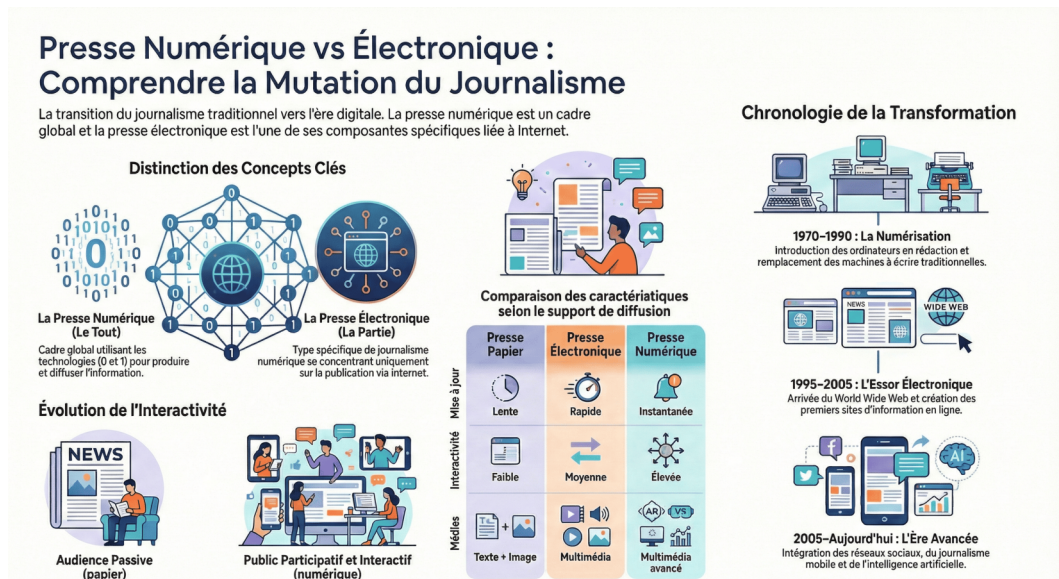 Presse Numérique vs Électronique :
Comprendre la Mutation du Journalisme
La transition du journalisme traditionnel vers l'ère digitale. La presse numérique est un cadre
global et la presse électronique est l'une de ses composantes spécifiques liée à Internet.
Distinction des Concepts Clés
La Presse Numérique
(Le Tout)
Cadre global utilisant les
technologies (0 et 1) pour produire
et diffuser l'information.
La Presse Électronique
(La Partie)
Type spécifique de journalisme
numérique se concentrant uniquement
sur la publication via internet.
Évolution de l'Interactivité
NEWS
Audience Passive
(papier)
Public Participatif et Interactif
(numérique)
Comparaison des caractériatiques
selon le support de diffusion
Presse
Papier
Presse
Électronique
Presse
Numérique
Mise à jour
Lente
Rapide
Instantanée
Interactivité
Faible
Moyenne
Élevée
Médles
Texte + Image
Multimédia
AR
VS
Multimédia
avancé
Chronologie de la Transformation
1970–1990 : La Numérisation
Introduction des ordinateurs en rédaction et
remplacement des machines à écrire traditionnelles.
NEWS
WIDE WEB
1995–2005 : L'Essor Électronique
Arrivée du World Wide Web et création des
premiers sites d'information en ligne.
f
AI
2005–Aujourd'hui : L'Ère Avancée
Intégration des réseaux sociaux, du journalisme
mobile et de l'intelligence artificielle.